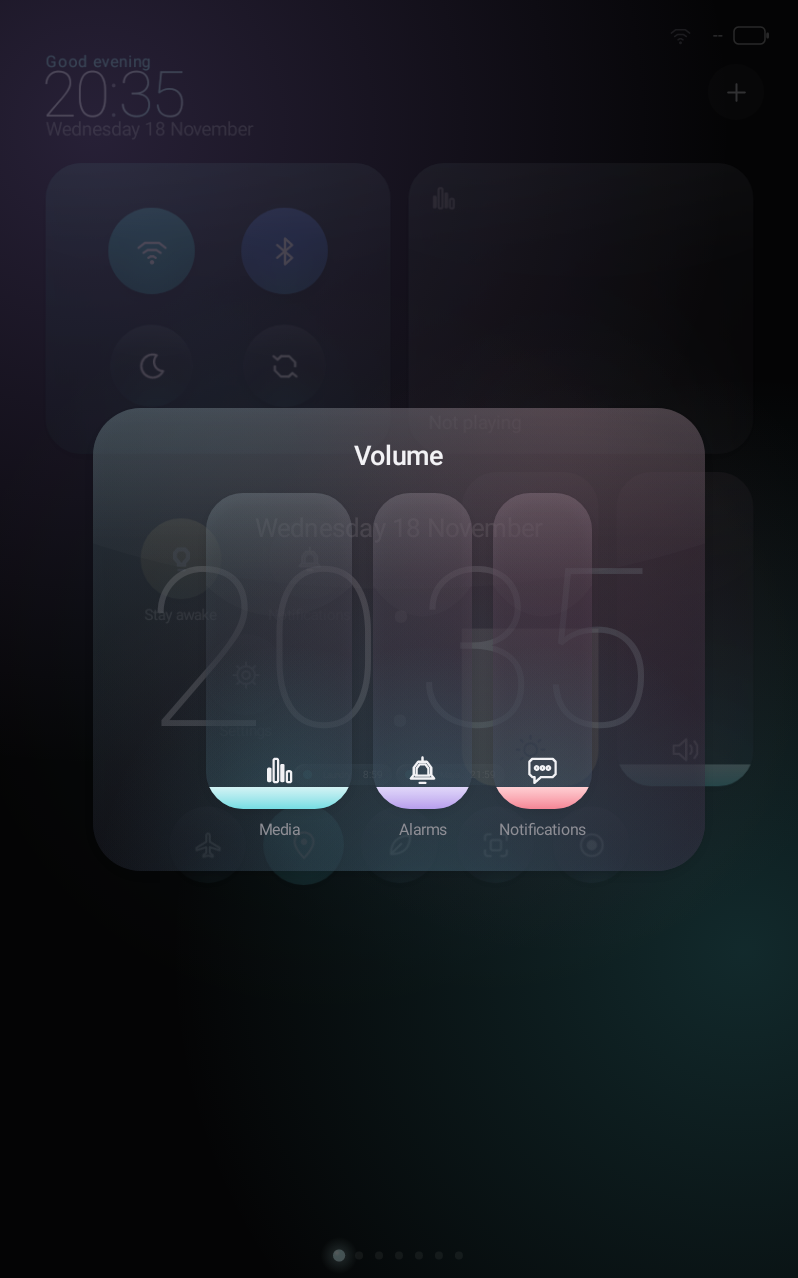 Good evening
20:35
Wednesday 18 November
Not playing
Volume
Wednesday 18 November
20:35
Stay awake
Media
Alarms
Notifications